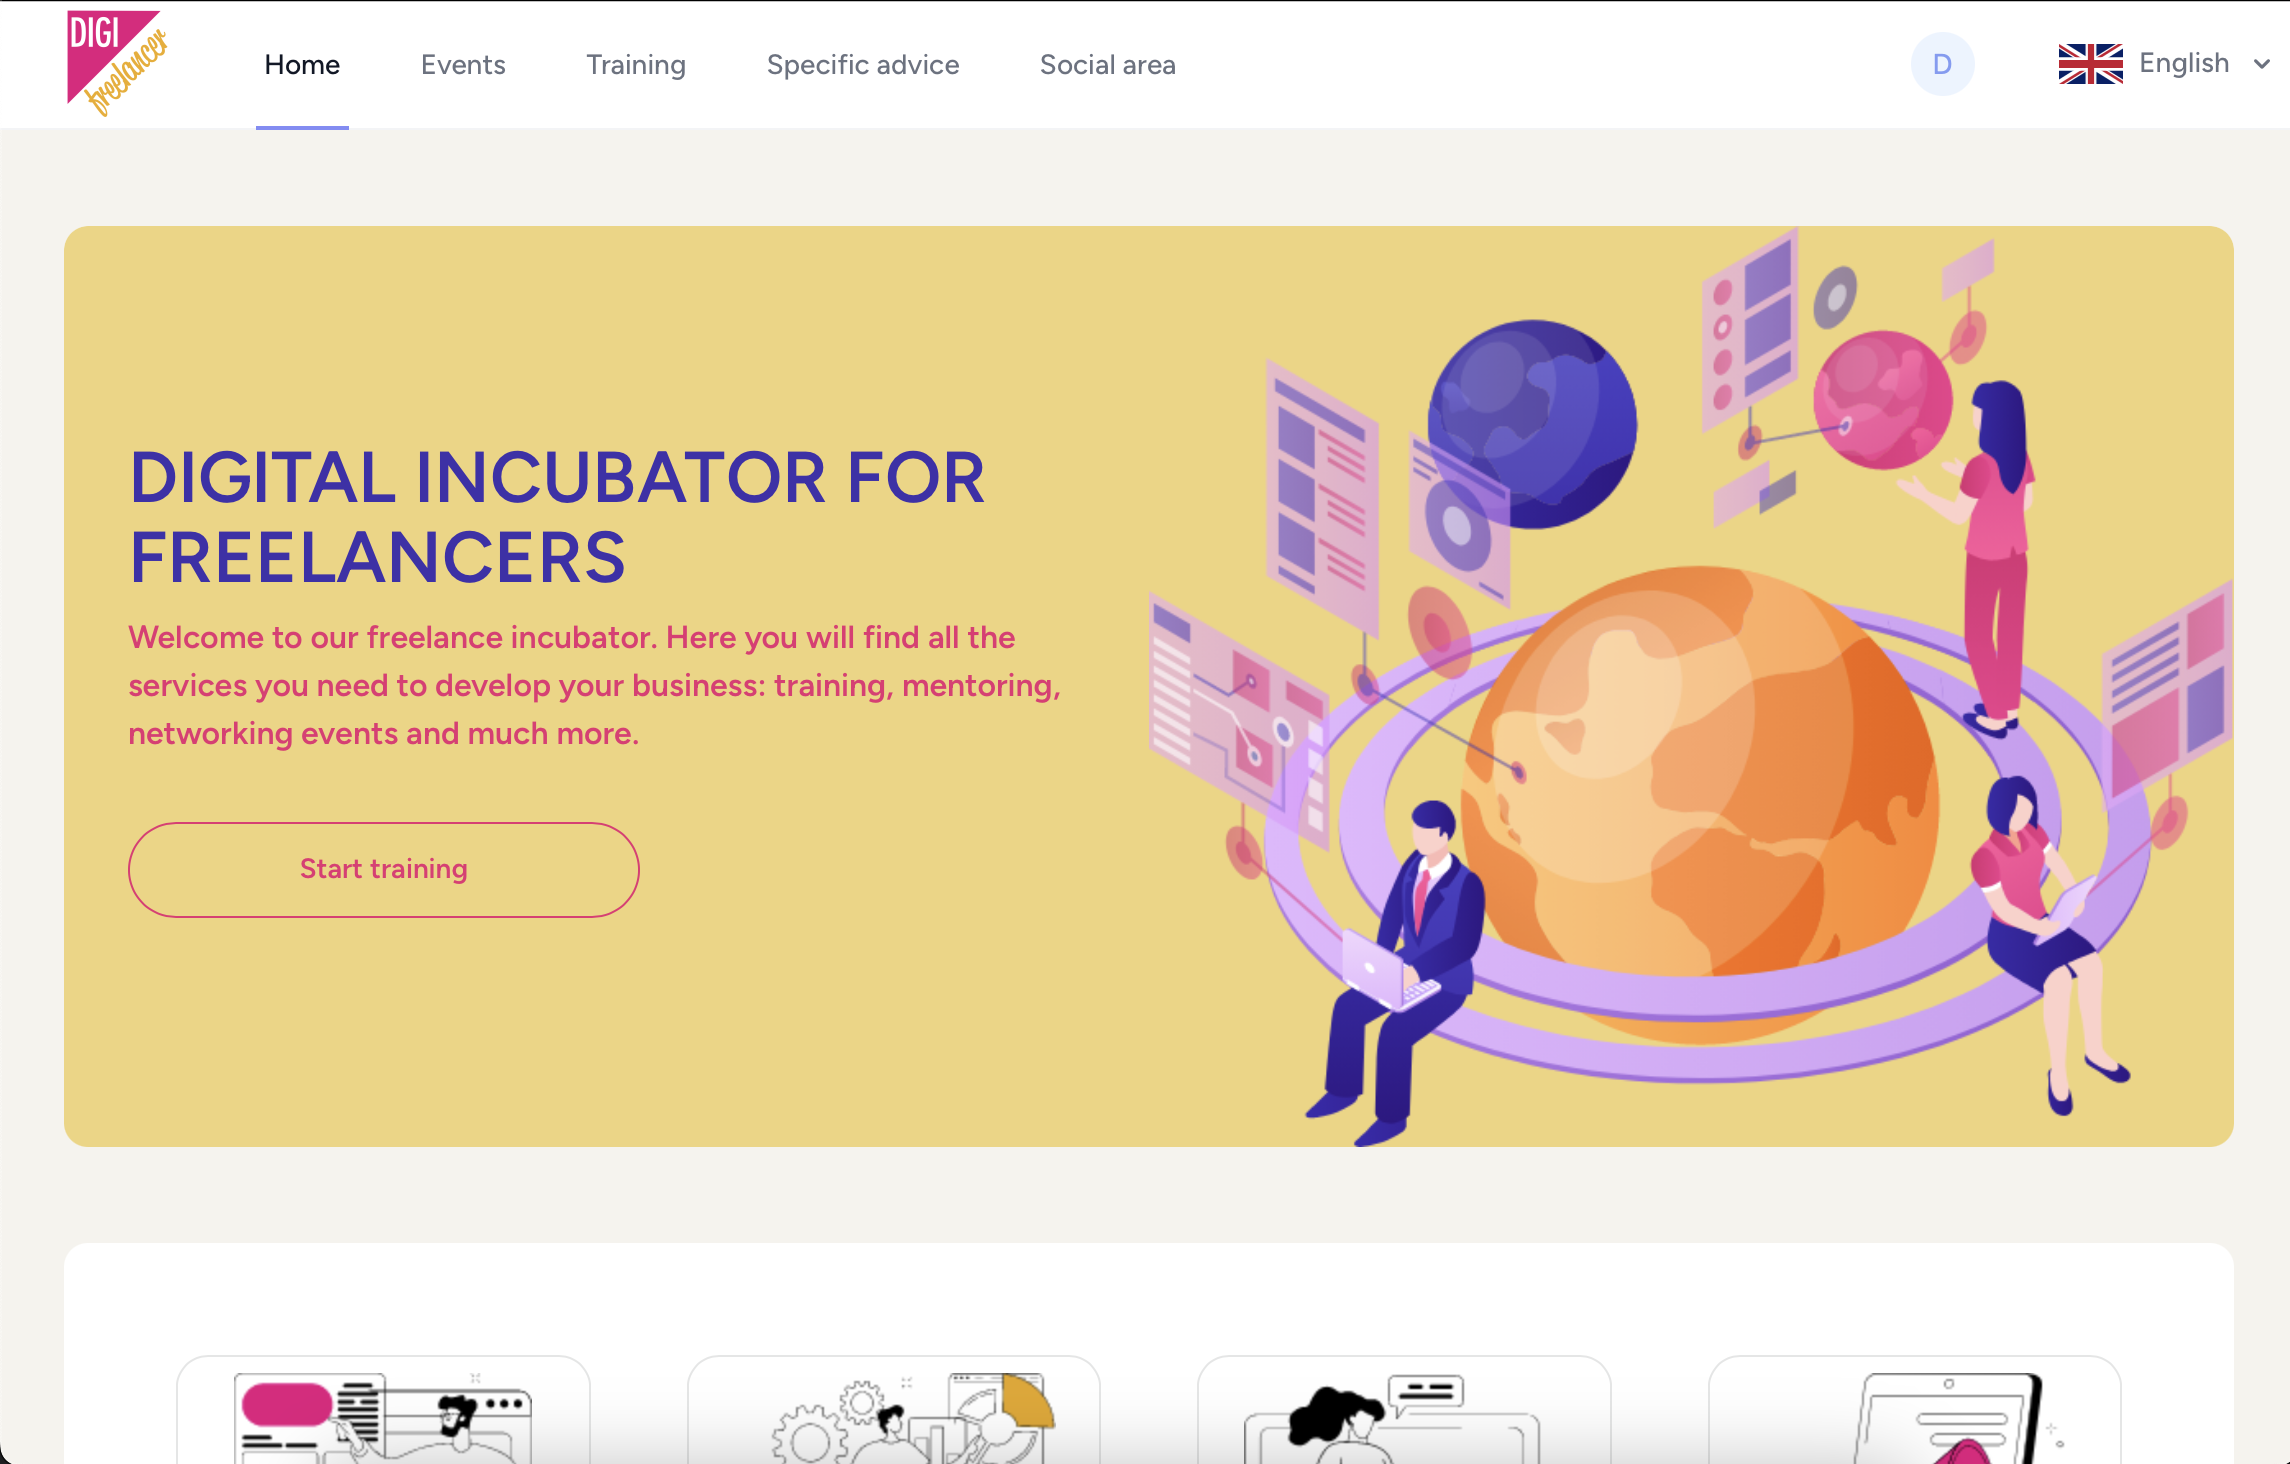 DIGI
freelancer
Home
Events
Training
Specific advice
Social area
D
English
DIGITAL INCUBATOR FOR
FREELANCERS
Welcome to our freelance incubator. Here you will find all the
services you need to develop your business: training, mentoring,
networking events and much more.
Start training